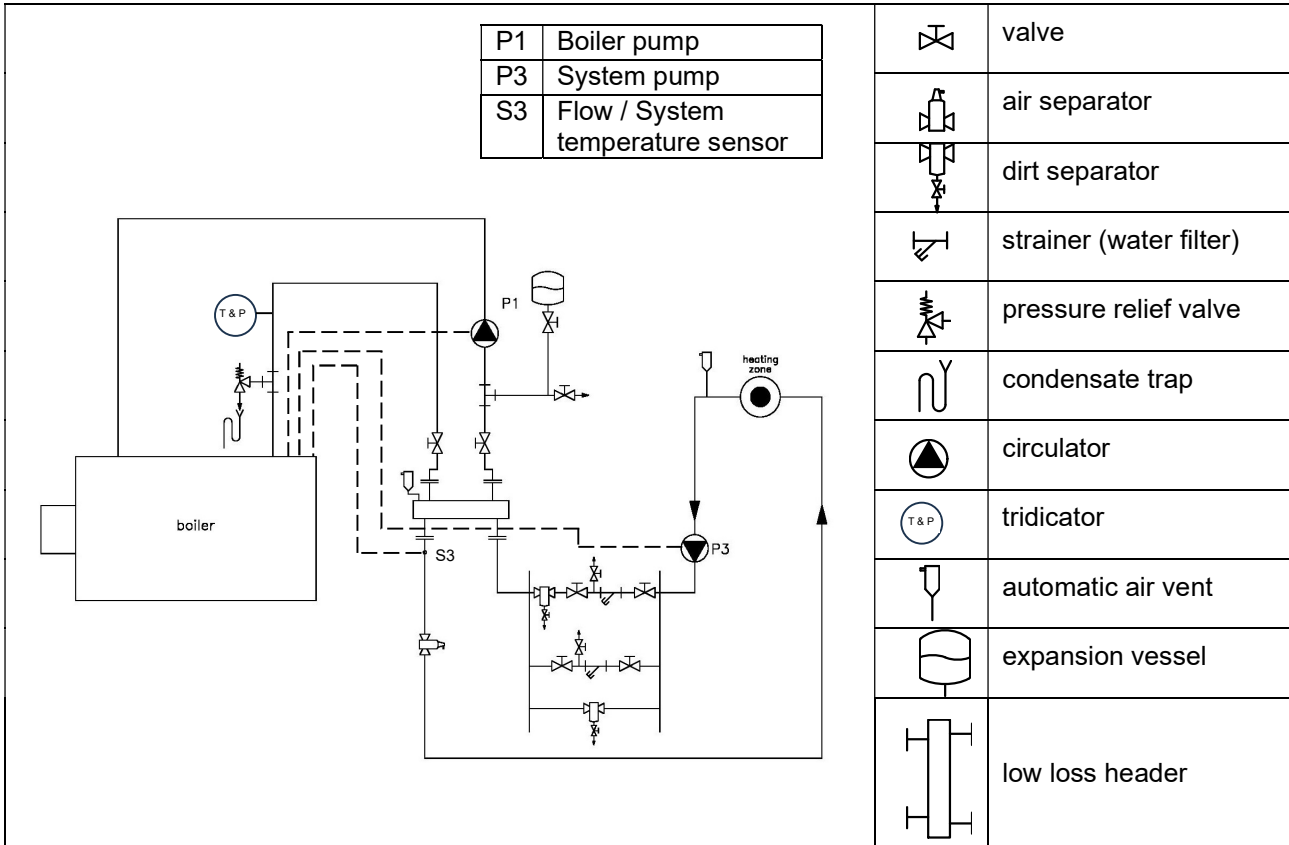 P1 Boiler pump
P3 System pump
S3 Flow / System
temperature sensor
T & P
P1
heating
zone
boiler
S3
P3
valve
air separator
dirt separator
strainer (water filter)
pressure relief valve
condensate trap
circulator
T & P tridicator
automatic air vent
expansion vessel
low loss header